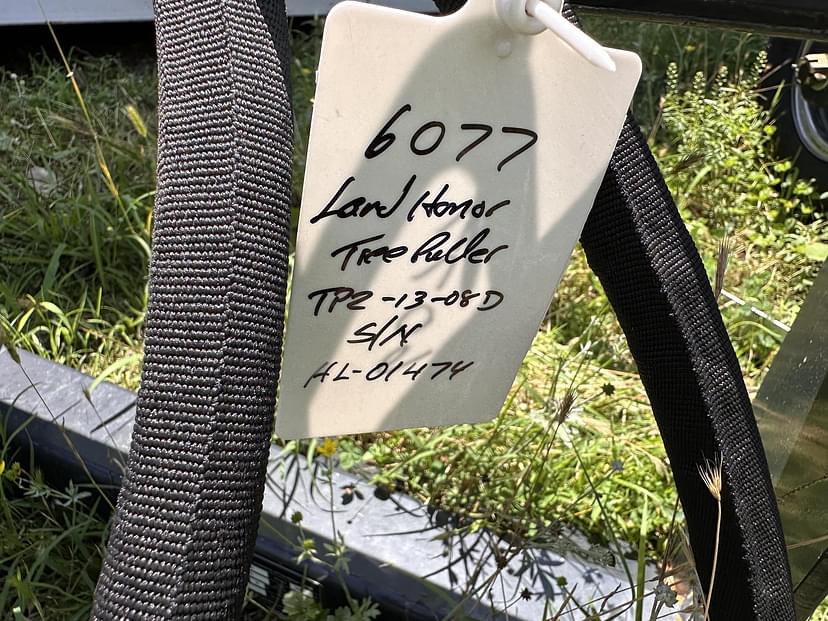 6077
Land Honor
Tree Puller
TP2-13-08D
S/N
HL-01474